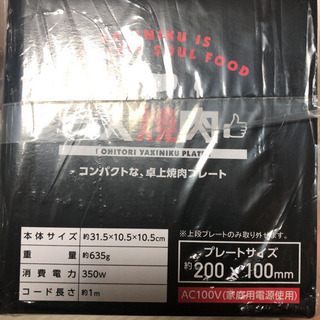 YAKINIKU IS
SOUL FOOD
焼肉
OHITORI YAKINIKU PLATE
コンパクトな、卓上焼肉プレート
※上段プレートのみ取り外せます。
本体サイズ 約31.5×10.5×10.5cm
重量 約635g
消費電力 350W
コード長さ 約1m
プレートサイズ
約200×100mm
AC100V(家庭用電源使用)